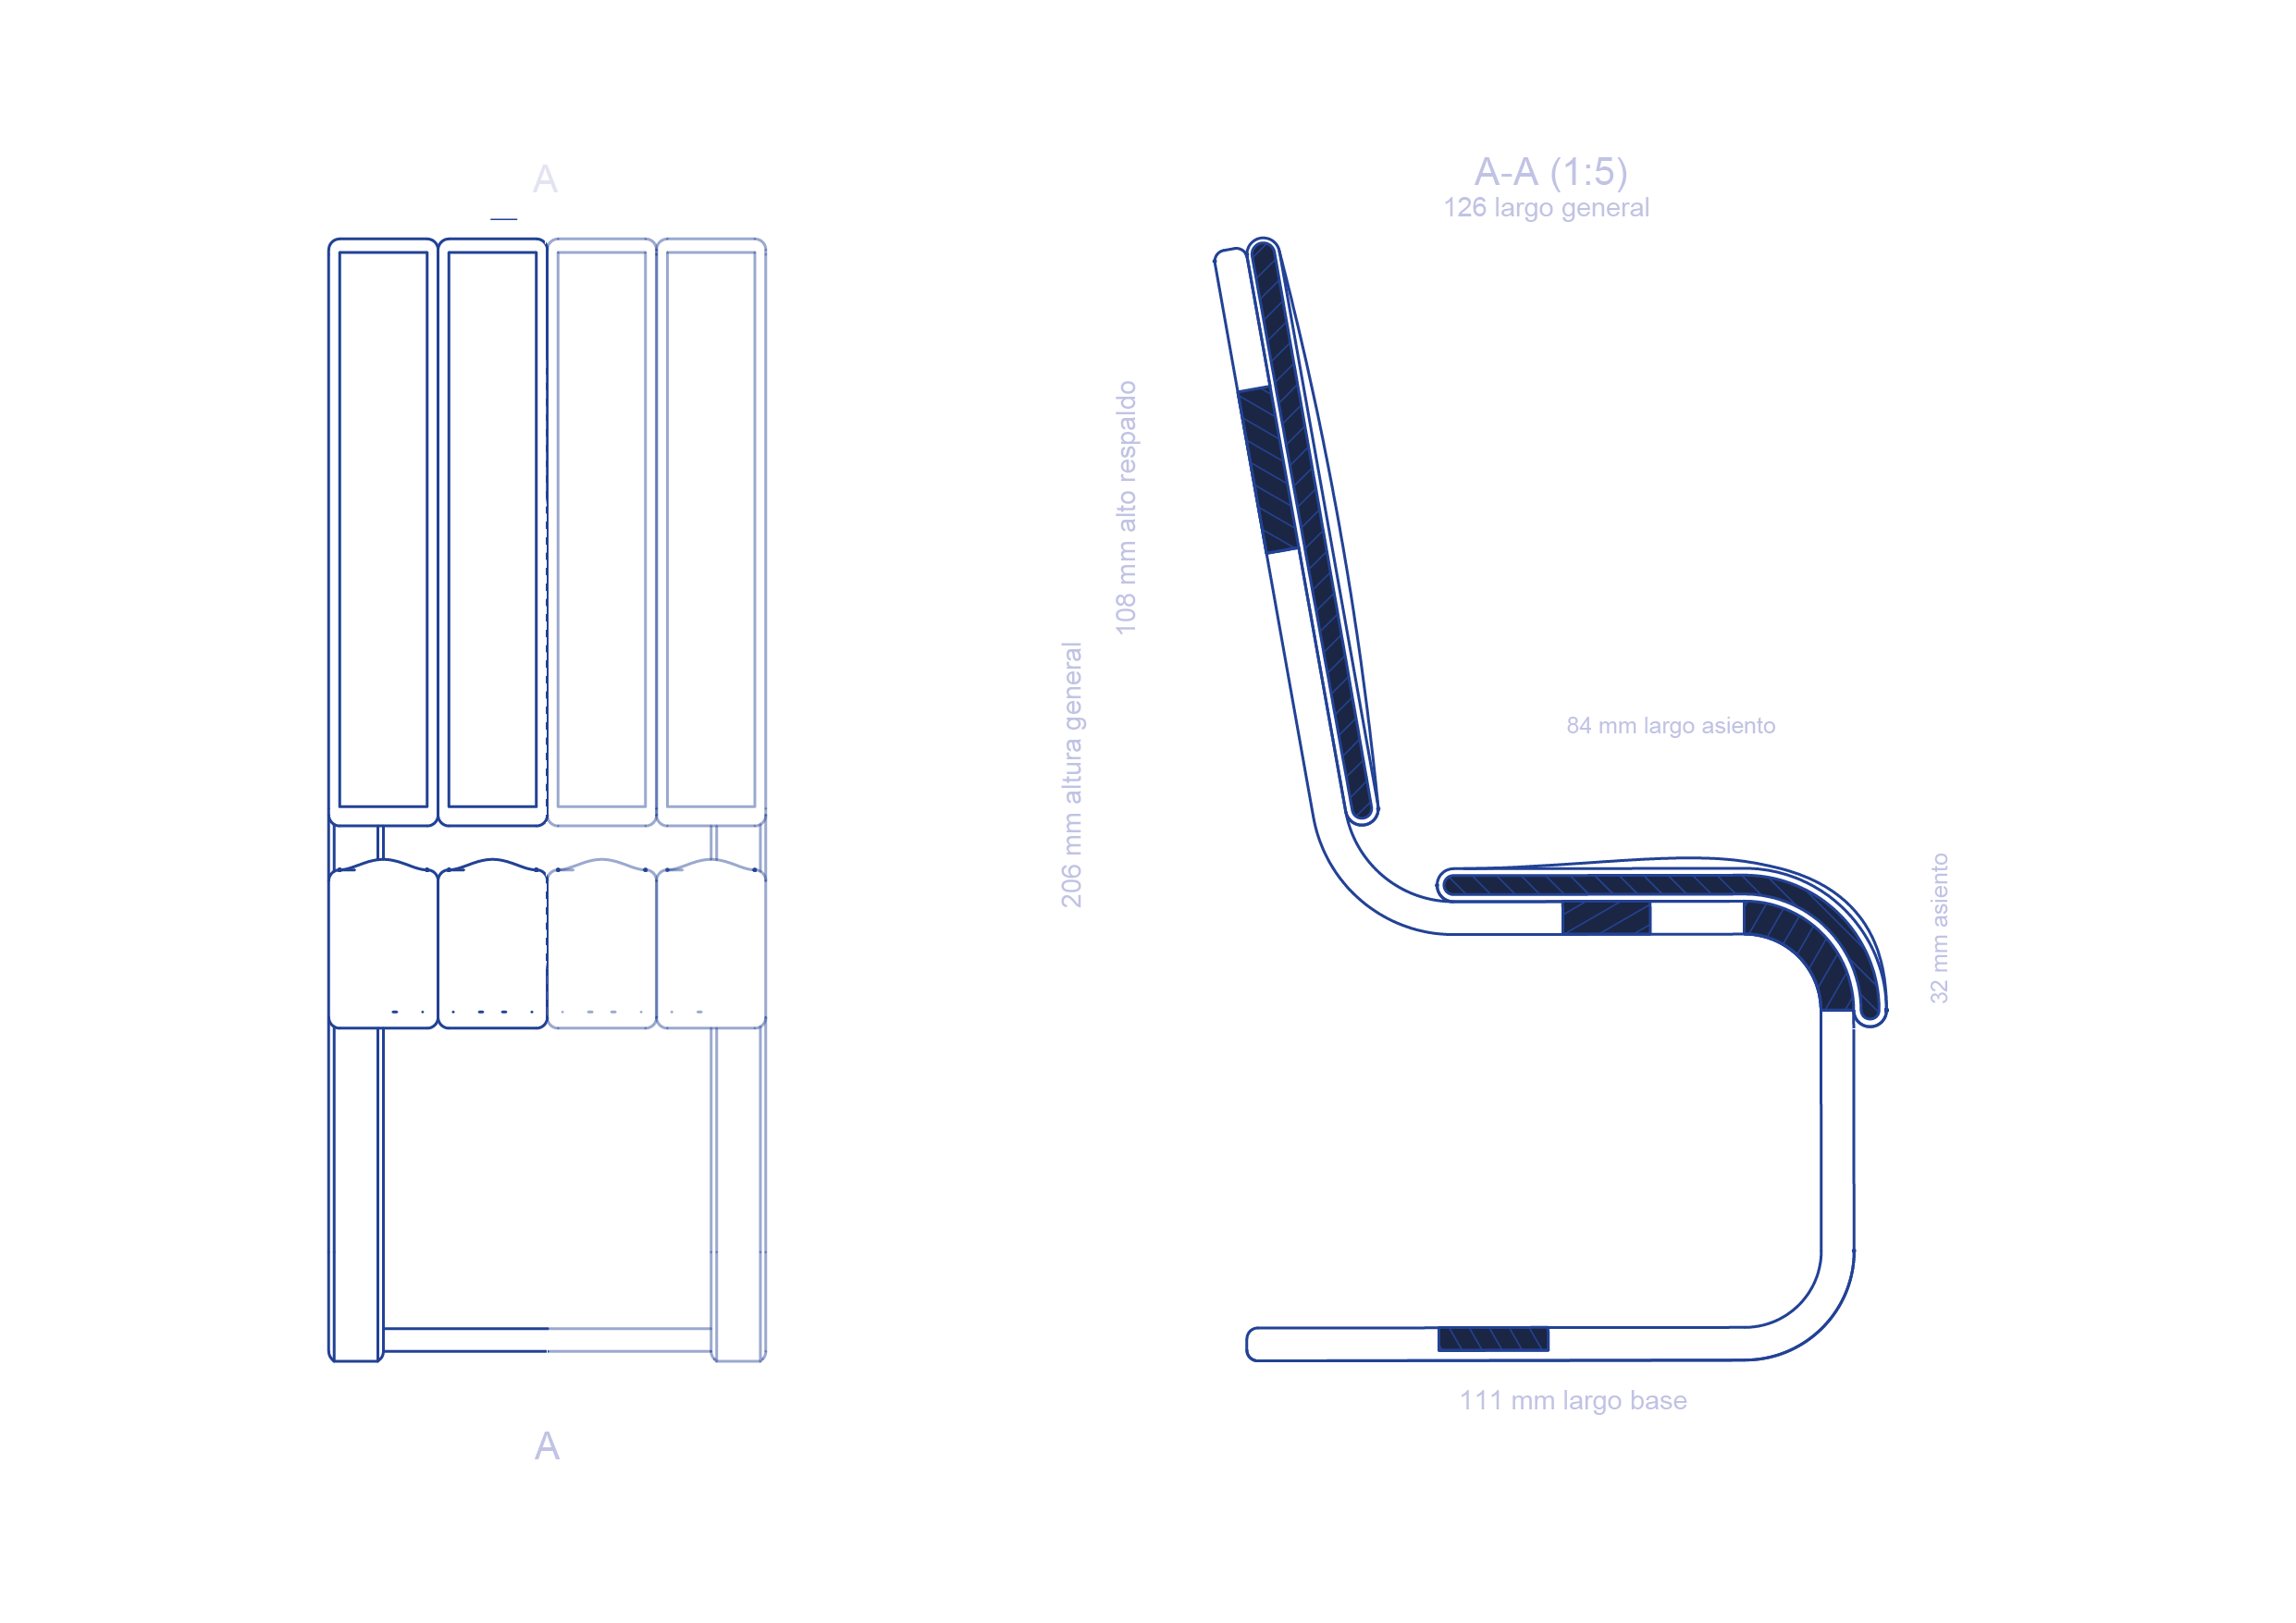 A
A-A (1:5)
126 largo general
108 mm alto respaldo
206 mm altura general
84 mm largo asiento
32 mm asiento
111 mm largo base
A